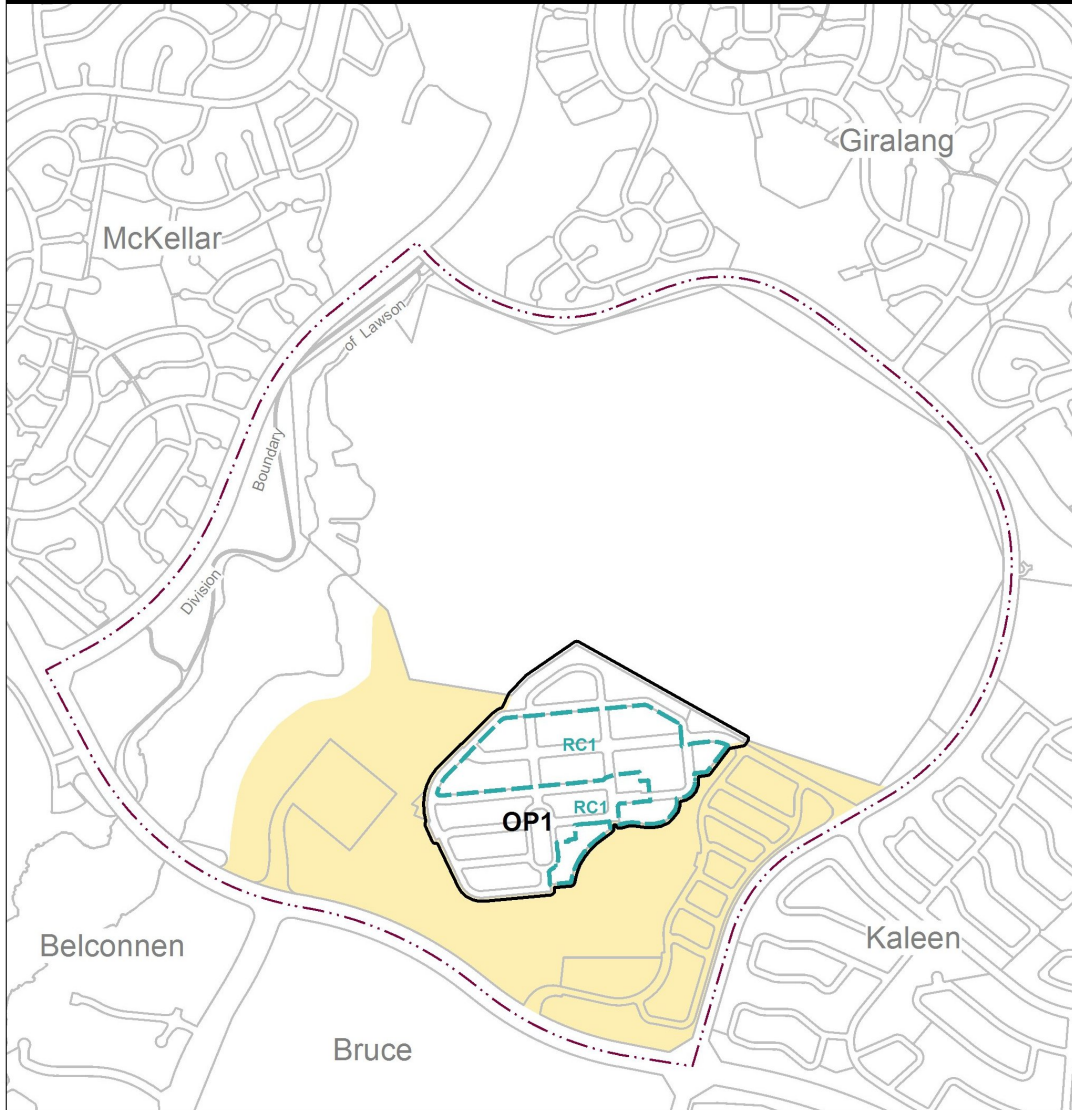 Giralang
McKellar
of Lawson
Boundary
Division
RC1
RC1
OP1
Belconnen
Kaleen
Bruce